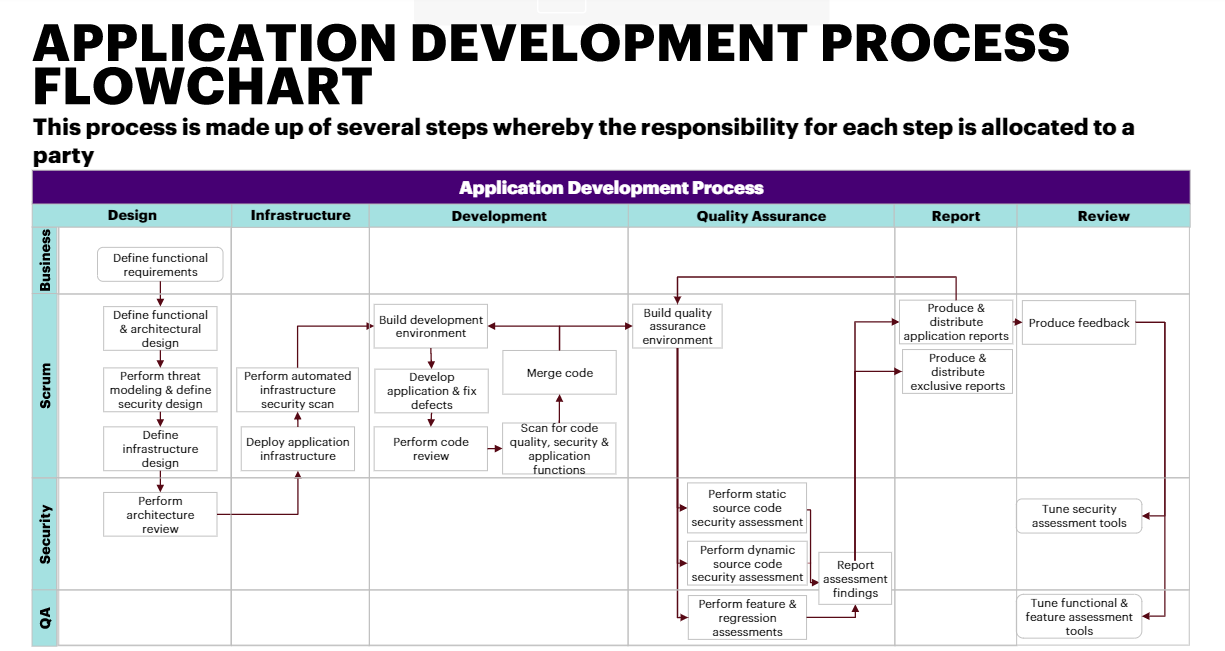 APPLICATION DEVELOPMENT PROCESS
FLOWCHART
This process is made up of several steps whereby the responsibility for each step is allocated to a
party
Application Development Process
Design
Infrastructure
Development
Quality Assurance
Report
Review
Business
Define functional
requirements
Scrum
Define functional
& architectural
design
Perform threat
modeling & define
security design
Define
infrastructure
design
Perform automated
infrastructure
security scan
Deploy application
infrastructure
Build development
environment
Develop
application & fix
defects
Perform code
review
Merge code
Scan for code
quality, security &
application
functions
Build quality
assurance
environment
Produce &
distribute
application reports
Produce &
distribute
exclusive reports
Produce feedback
Security
Perform
architecture
review
Perform static
source code
security assessment
Perform dynamic
source code
security assessment
Report
assessment
findings
Tune security
assessment tools
QA
Perform feature &
regression
assessments
Tune functional &
feature assessment
tools